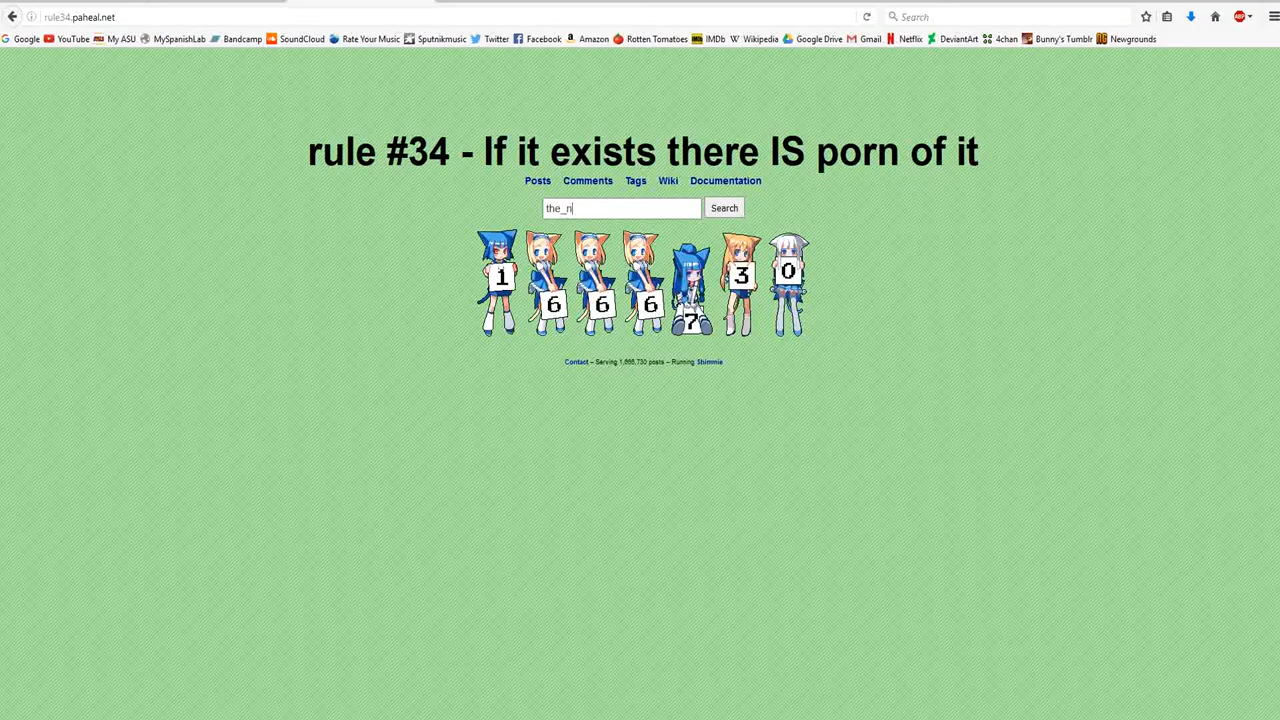 rule34.paheal.net
Search
Google YouTube My ASU MySpanishLab Bandcamp SoundCloud Rate Your Music Sputnikmusic Twitter Facebook Amazon Rotten Tomatoes IMDb Wikipedia Google Drive Gmail Netflix DeviantArt 4chan Bunny's Tumblr Newgrounds
rule #34 - If it exists there IS porn of it
Posts Comments Tags Wiki Documentation
the_n Search
1 6 6 6 7 3 0
Contact – Serving 1,666,730 posts – Running Shimmie